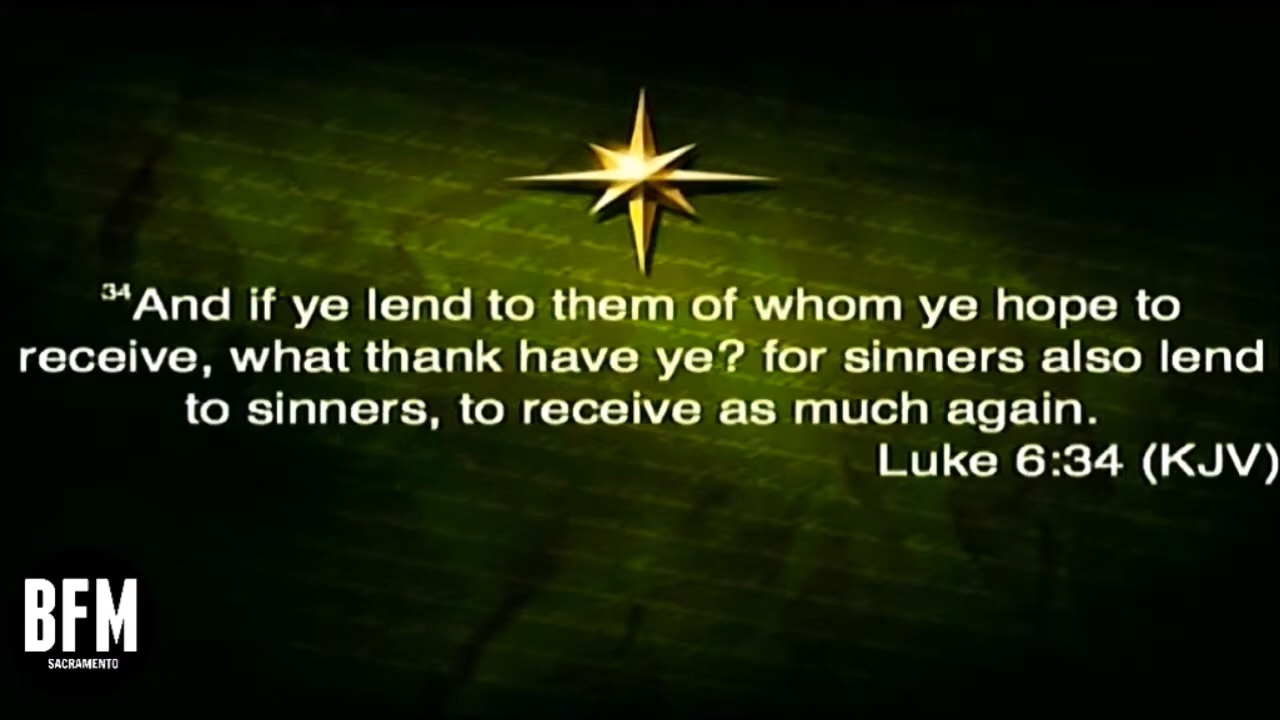 ³⁴And if ye lend to them of whom ye hope to
receive, what thank have ye? for sinners also lend
to sinners, to receive as much again.
Luke 6:34 (KJV)
BFM
SACRAMENTO